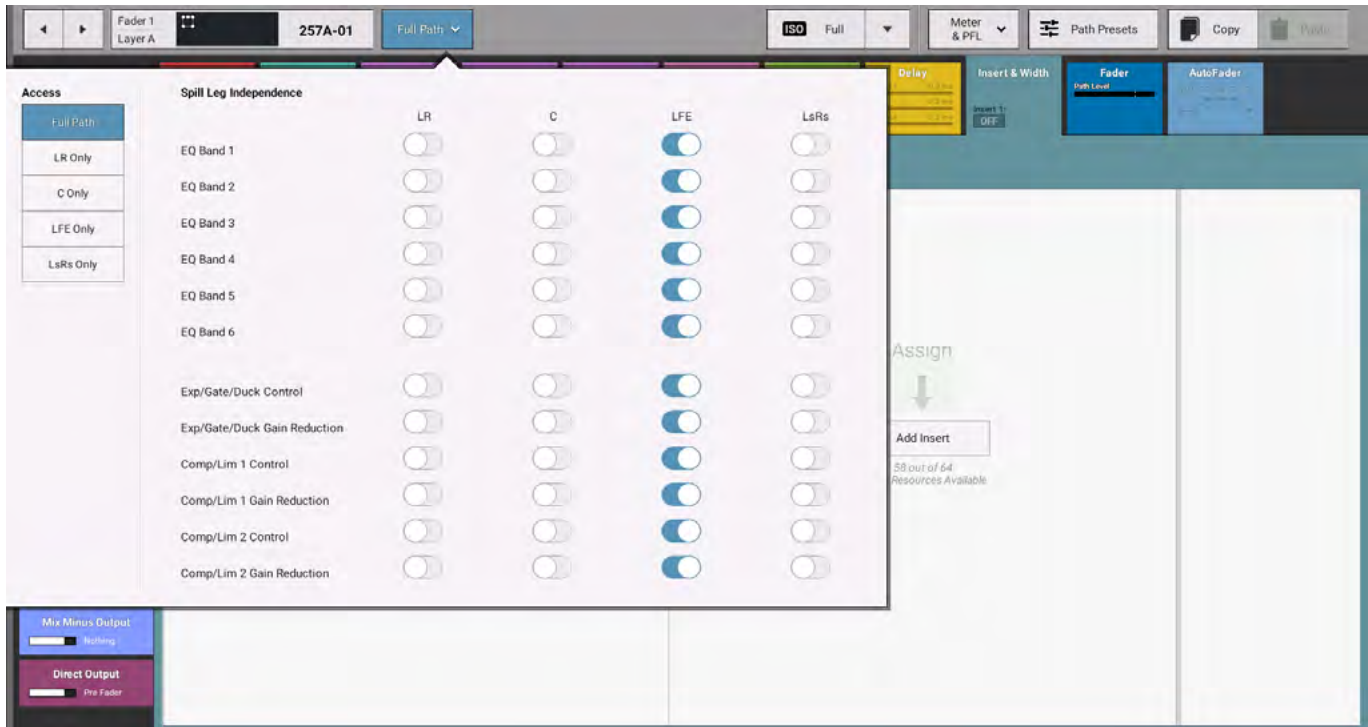 Fader 1
Layer A
257A-01
Full Path
ISO Full
Meter
& PFL
Path Presets
Copy
Paste
Delay
Insert & Width
Insert 1:
OFF
Fader
Path Level
AutoFader
Access
Full Path
LR Only
C Only
LFE Only
LsRs Only
Spill Leg Independence
LR C LFE LsRs
EQ Band 1
EQ Band 2
EQ Band 3
EQ Band 4
EQ Band 5
EQ Band 6
Exp/Gate/Duck Control
Exp/Gate/Duck Gain Reduction
Comp/Lim 1 Control
Comp/Lim 1 Gain Reduction
Comp/Lim 2 Control
Comp/Lim 2 Gain Reduction
Assign
Add Insert
58 out of 64
Resources Available
Mix Minus Output
Nothing
Direct Output
Pre Fader